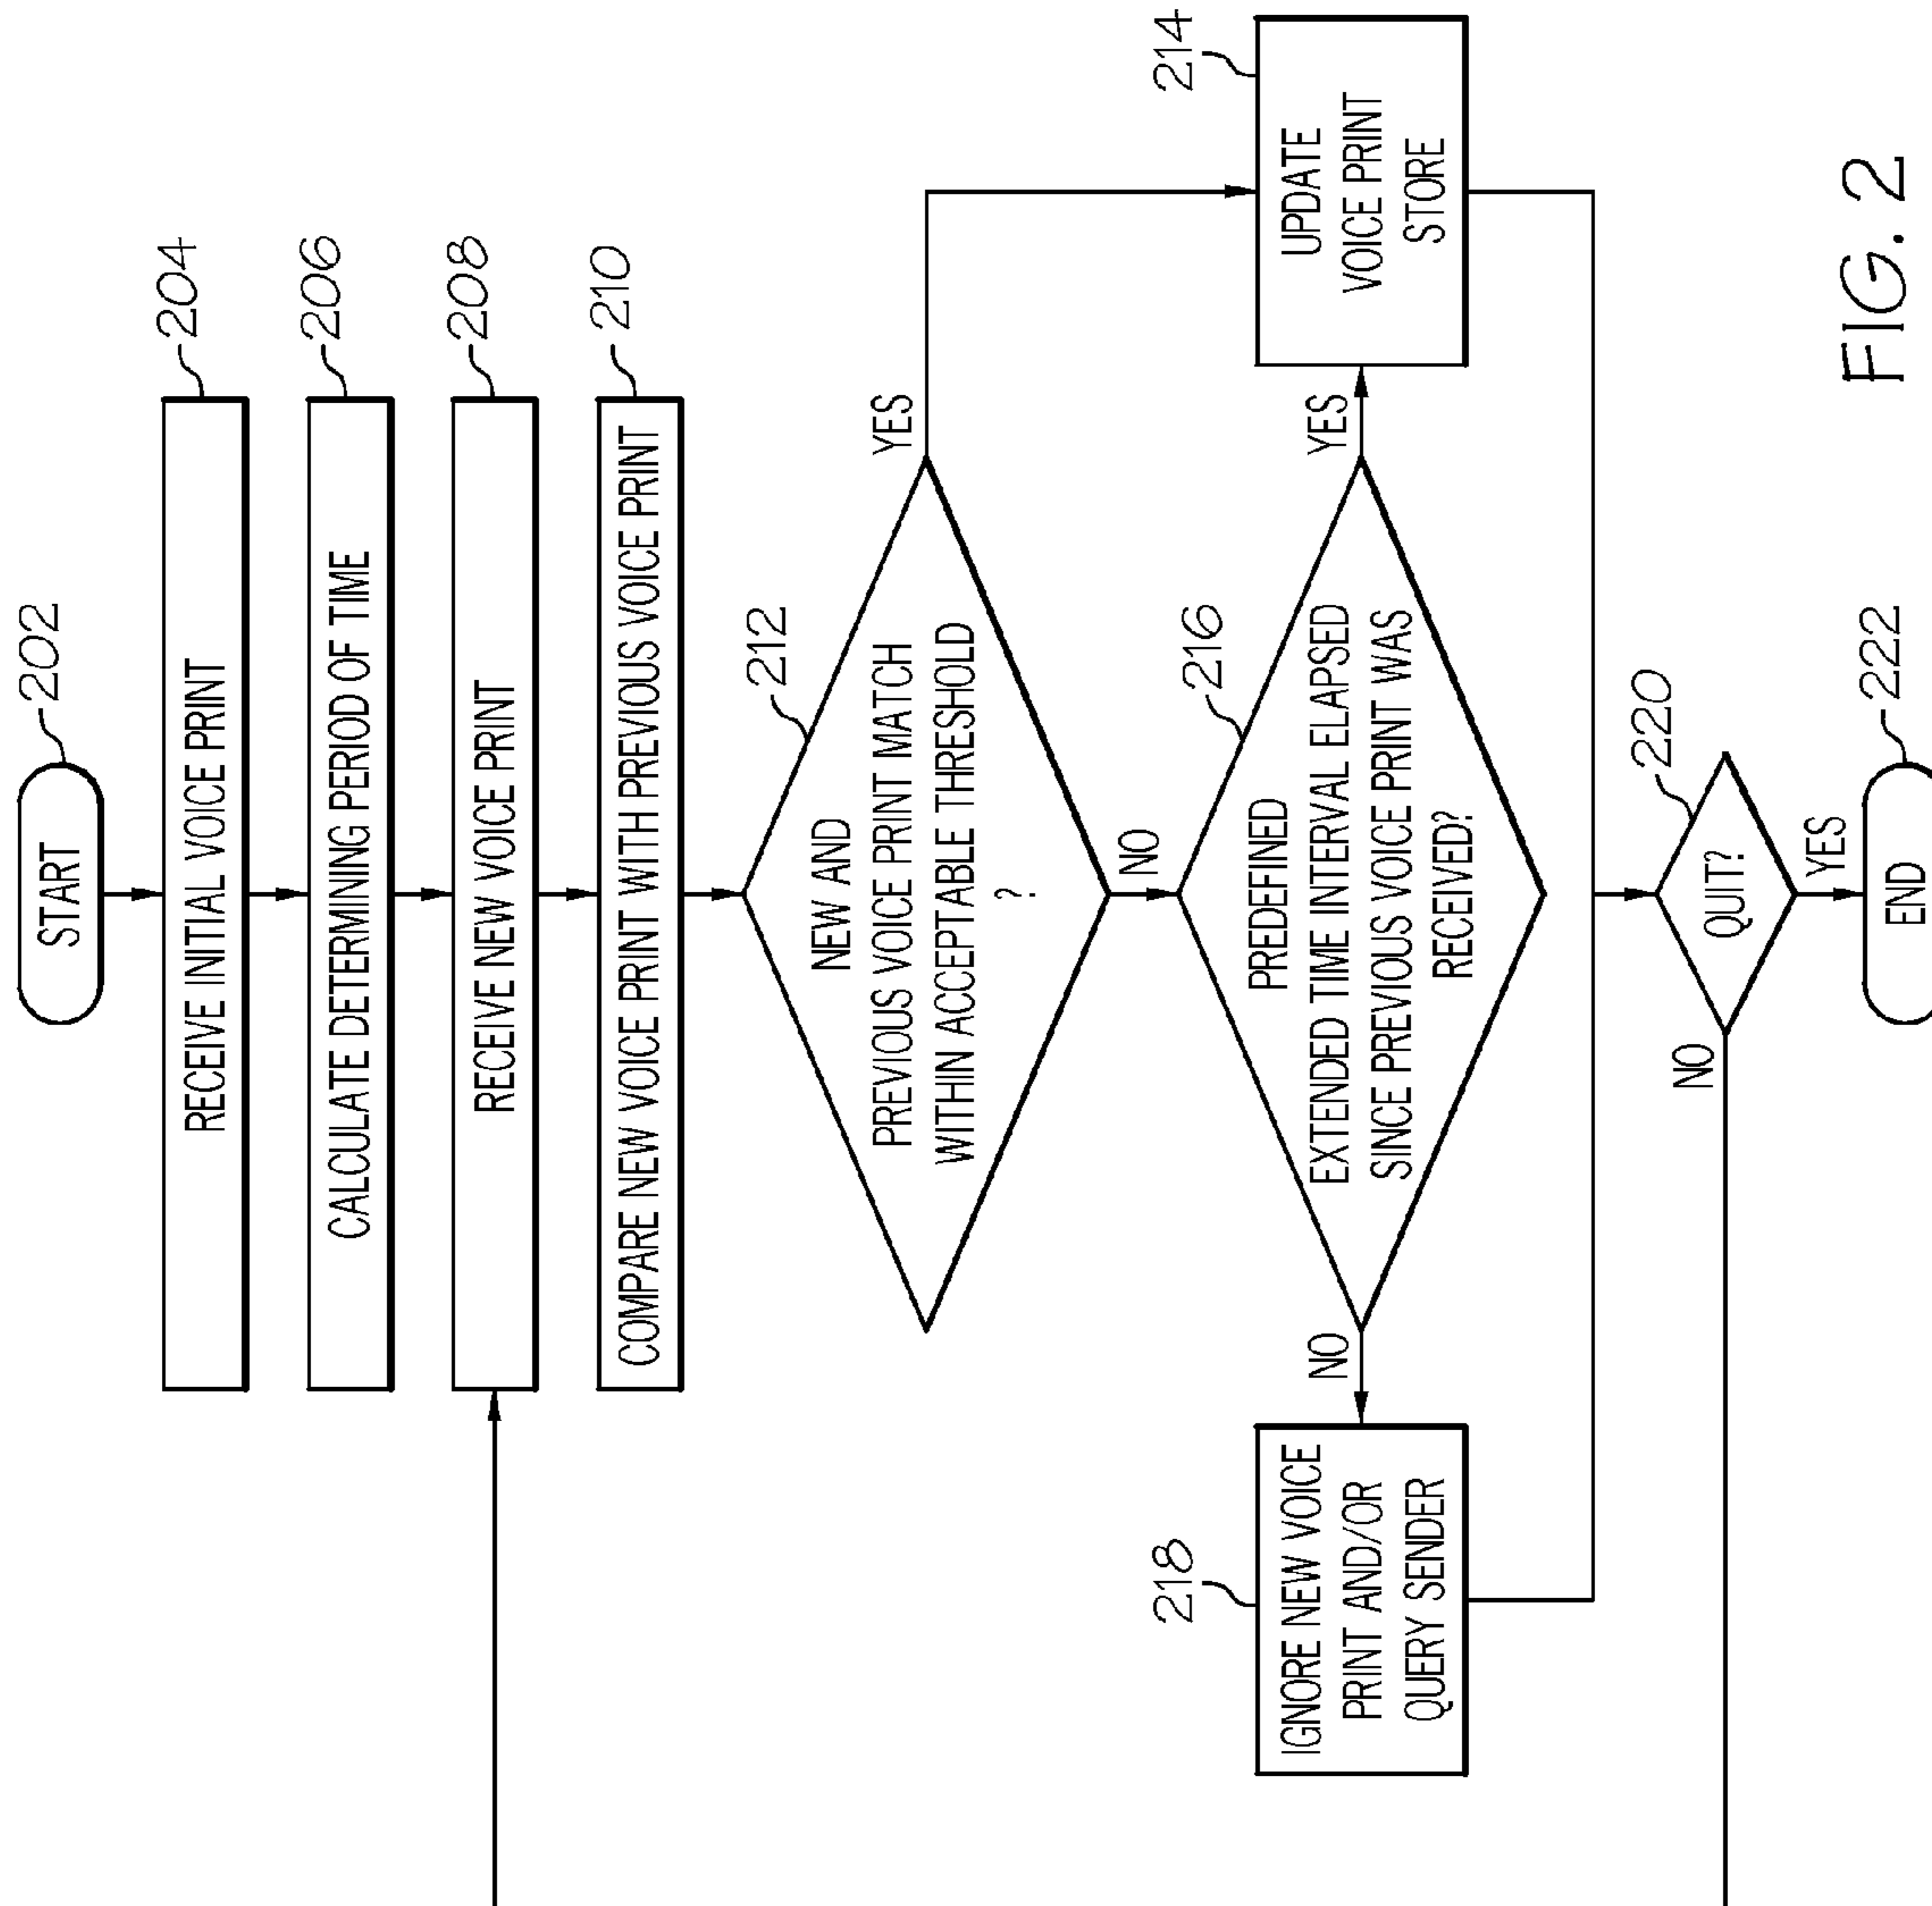 START
202
RECEIVE INITIAL VOICE PRINT
204
CALCULATE DETERMINING PERIOD OF TIME
206
RECEIVE NEW VOICE PRINT
208
COMPARE NEW VOICE PRINT WITH PREVIOUS VOICE PRINT
210
NEW AND
PREVIOUS VOICE PRINT MATCH
WITHIN ACCEPTABLE THRESHOLD
?
212
YES
NO
UPDATE
VOICE PRINT
STORE
214
PREDEFINED
EXTENDED TIME INTERVAL ELAPSED
SINCE PREVIOUS VOICE PRINT WAS
RECEIVED?
216
YES
NO
IGNORE NEW VOICE
PRINT AND/OR
QUERY SENDER
218
QUIT?
220
NO
YES
END
222
FIG. 2